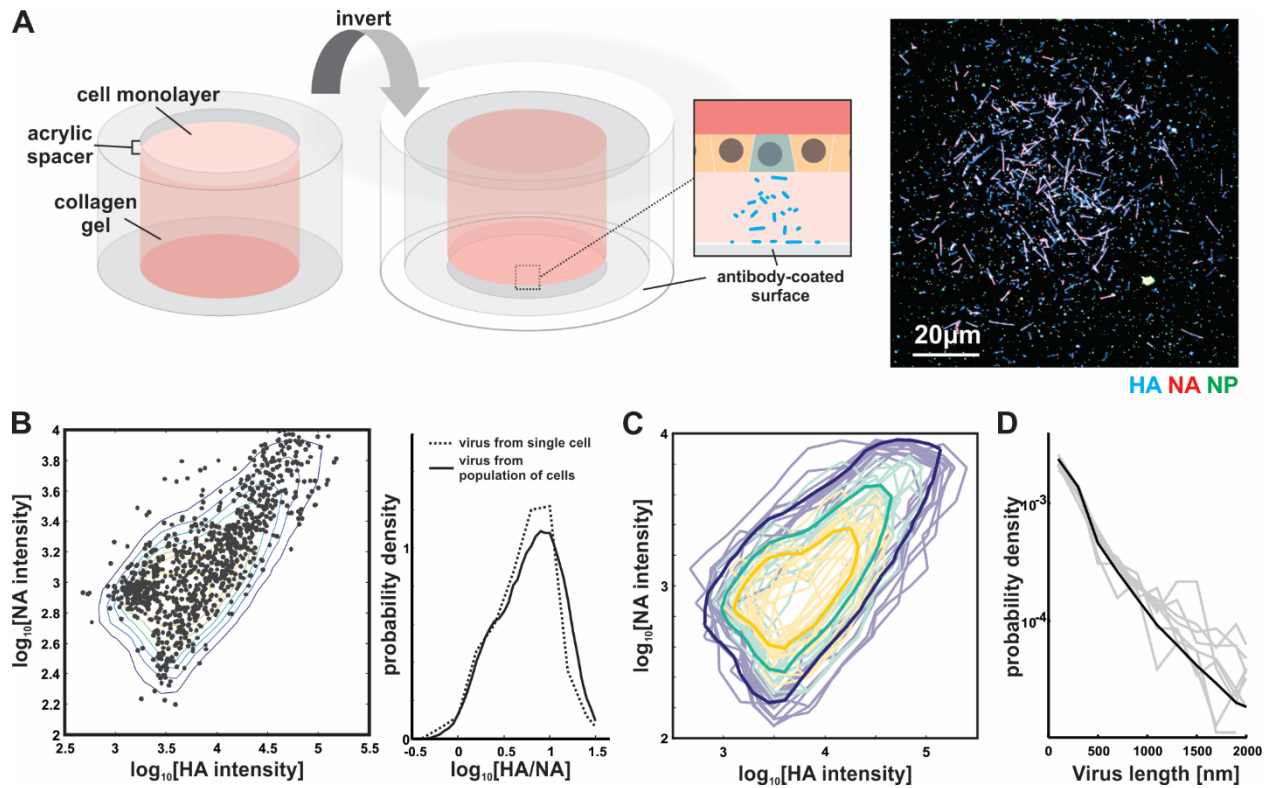 A
invert
cell monolayer
acrylic
spacer
collagen
gel
antibody-coated
surface
20µm
HA NA NP
B
log₁₀[NA intensity]
4
3.8
3.6
3.4
3.2
3
2.8
2.6
2.4
2.2
2
2.5
3
3.5
4
4.5
5
5.5
log₁₀[HA intensity]
virus from single cell
virus from
population of cells
probability density
1
0
-0.5
0
0.5
1
1.5
log₁₀[HA/NA]
C
log₁₀[NA intensity]
4
3
2
3
4
5
log₁₀[HA intensity]
D
probability density
10⁻³
10⁻⁴
0
500
1000
1500
2000
Virus length [nm]